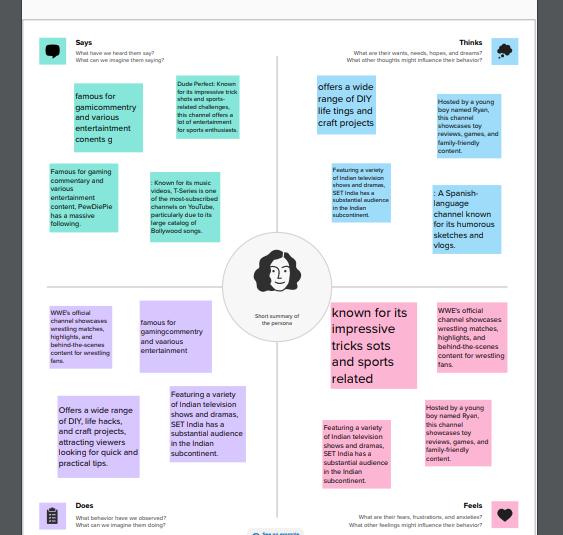 Says
What have we heard them say?
What can we imagine them saying?
famous for
gamicommentry
and various
entertaintment
conents g
Dude Perfect: Known
for its impressive trick
shots and sports-
related challenges,
this channel offers a
lot of entertainment
for sports enthusiasts.
Famous for gaming
commentary and
various
entertainment
content, PewDiePie
has a massive
following.
: Known for its music
videos, T-Series is one
of the most-subscribed
channels on YouTube,
particularly due to its
large catalog of
Bollywood songs.
Thinks
What are their wants, needs, hopes, and dreams?
What other thoughts might influence their behavior?
offers a wide
range of DIY
life tings and
craft projects
Hosted by a young
boy named Ryan,
this channel
showcases toy
reviews, games, and
family-friendly
content.
Featuring a variety
of Indian television
shows and dramas,
SET India has a
substantial audience
in the Indian
subcontinent.
: A Spanish-
language
channel known
for its humorous
sketches and
vlogs.
Short summary of
the persona
WWE's official
channel showcases
wrestling matches,
highlights, and
behind-the-scenes
content for wrestling
fans.
famous for
gamingcommentry
and vaarious
entertainment
Offers a wide range
of DIY, life hacks,
and craft projects,
attracting viewers
looking for quick and
practical tips.
Featuring a variety
of Indian television
shows and dramas,
SET India has a
substantial audience
in the Indian
subcontinent.
Does
What behavior have we observed?
What can we imagine them doing?
known for its
impressive
tricks sots
and sports
related
WWE's official
channel showcases
wrestling matches,
highlights, and
behind-the-scenes
content for wrestling
fans.
Featuring a variety
of Indian television
shows and dramas,
SET India has a
substantial audience
in the Indian
subcontinent.
Hosted by a young
boy named Ryan,
this channel
showcases toy
reviews, games, and
family-friendly
content.
Feels
What are their fears, frustrations, and anxieties?
What other feelings might influence their behavior?